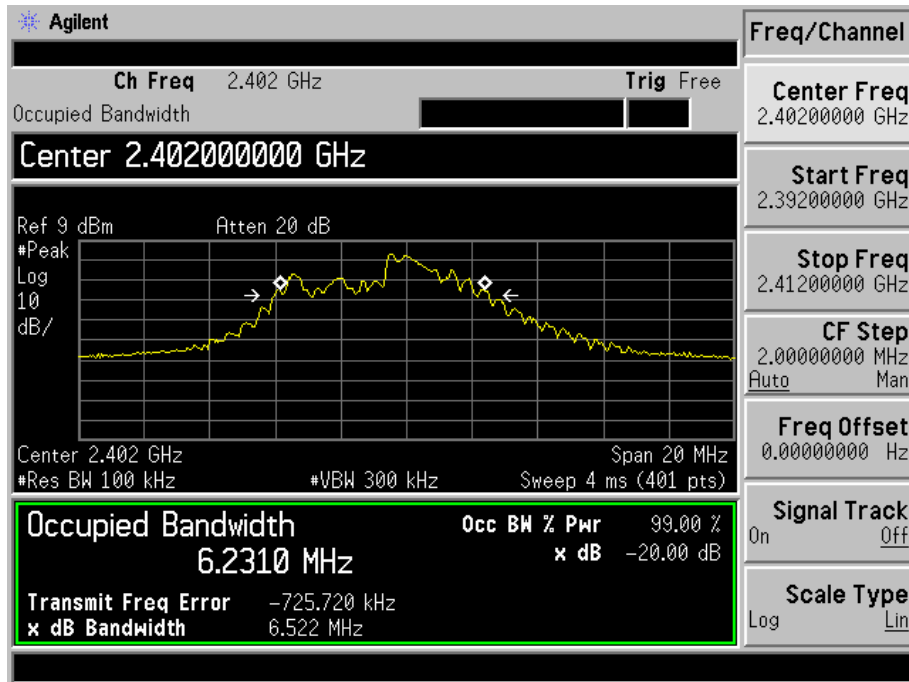 Agilent
Freq/Channel
Ch Freq 2.402 GHz Trig Free
Occupied Bandwidth
Center 2.402000000 GHz
Ref 9 dBm Atten 20 dB
#Peak
Log
10
dB/
Center 2.402 GHz Span 20 MHz
#Res BW 100 kHz #VBW 300 kHz Sweep 4 ms (401 pts)
Occupied Bandwidth
6.2310 MHz
Occ BW % Pwr 99.00 %
x dB -20.00 dB
Transmit Freq Error -725.720 kHz
x dB Bandwidth 6.522 MHz
Center Freq
2.40200000 GHz
Start Freq
2.39200000 GHz
Stop Freq
2.41200000 GHz
CF Step
2.00000000 MHz
Auto Man
Freq Offset
0.00000000 Hz
Signal Track
On Off
Scale Type
Log Lin